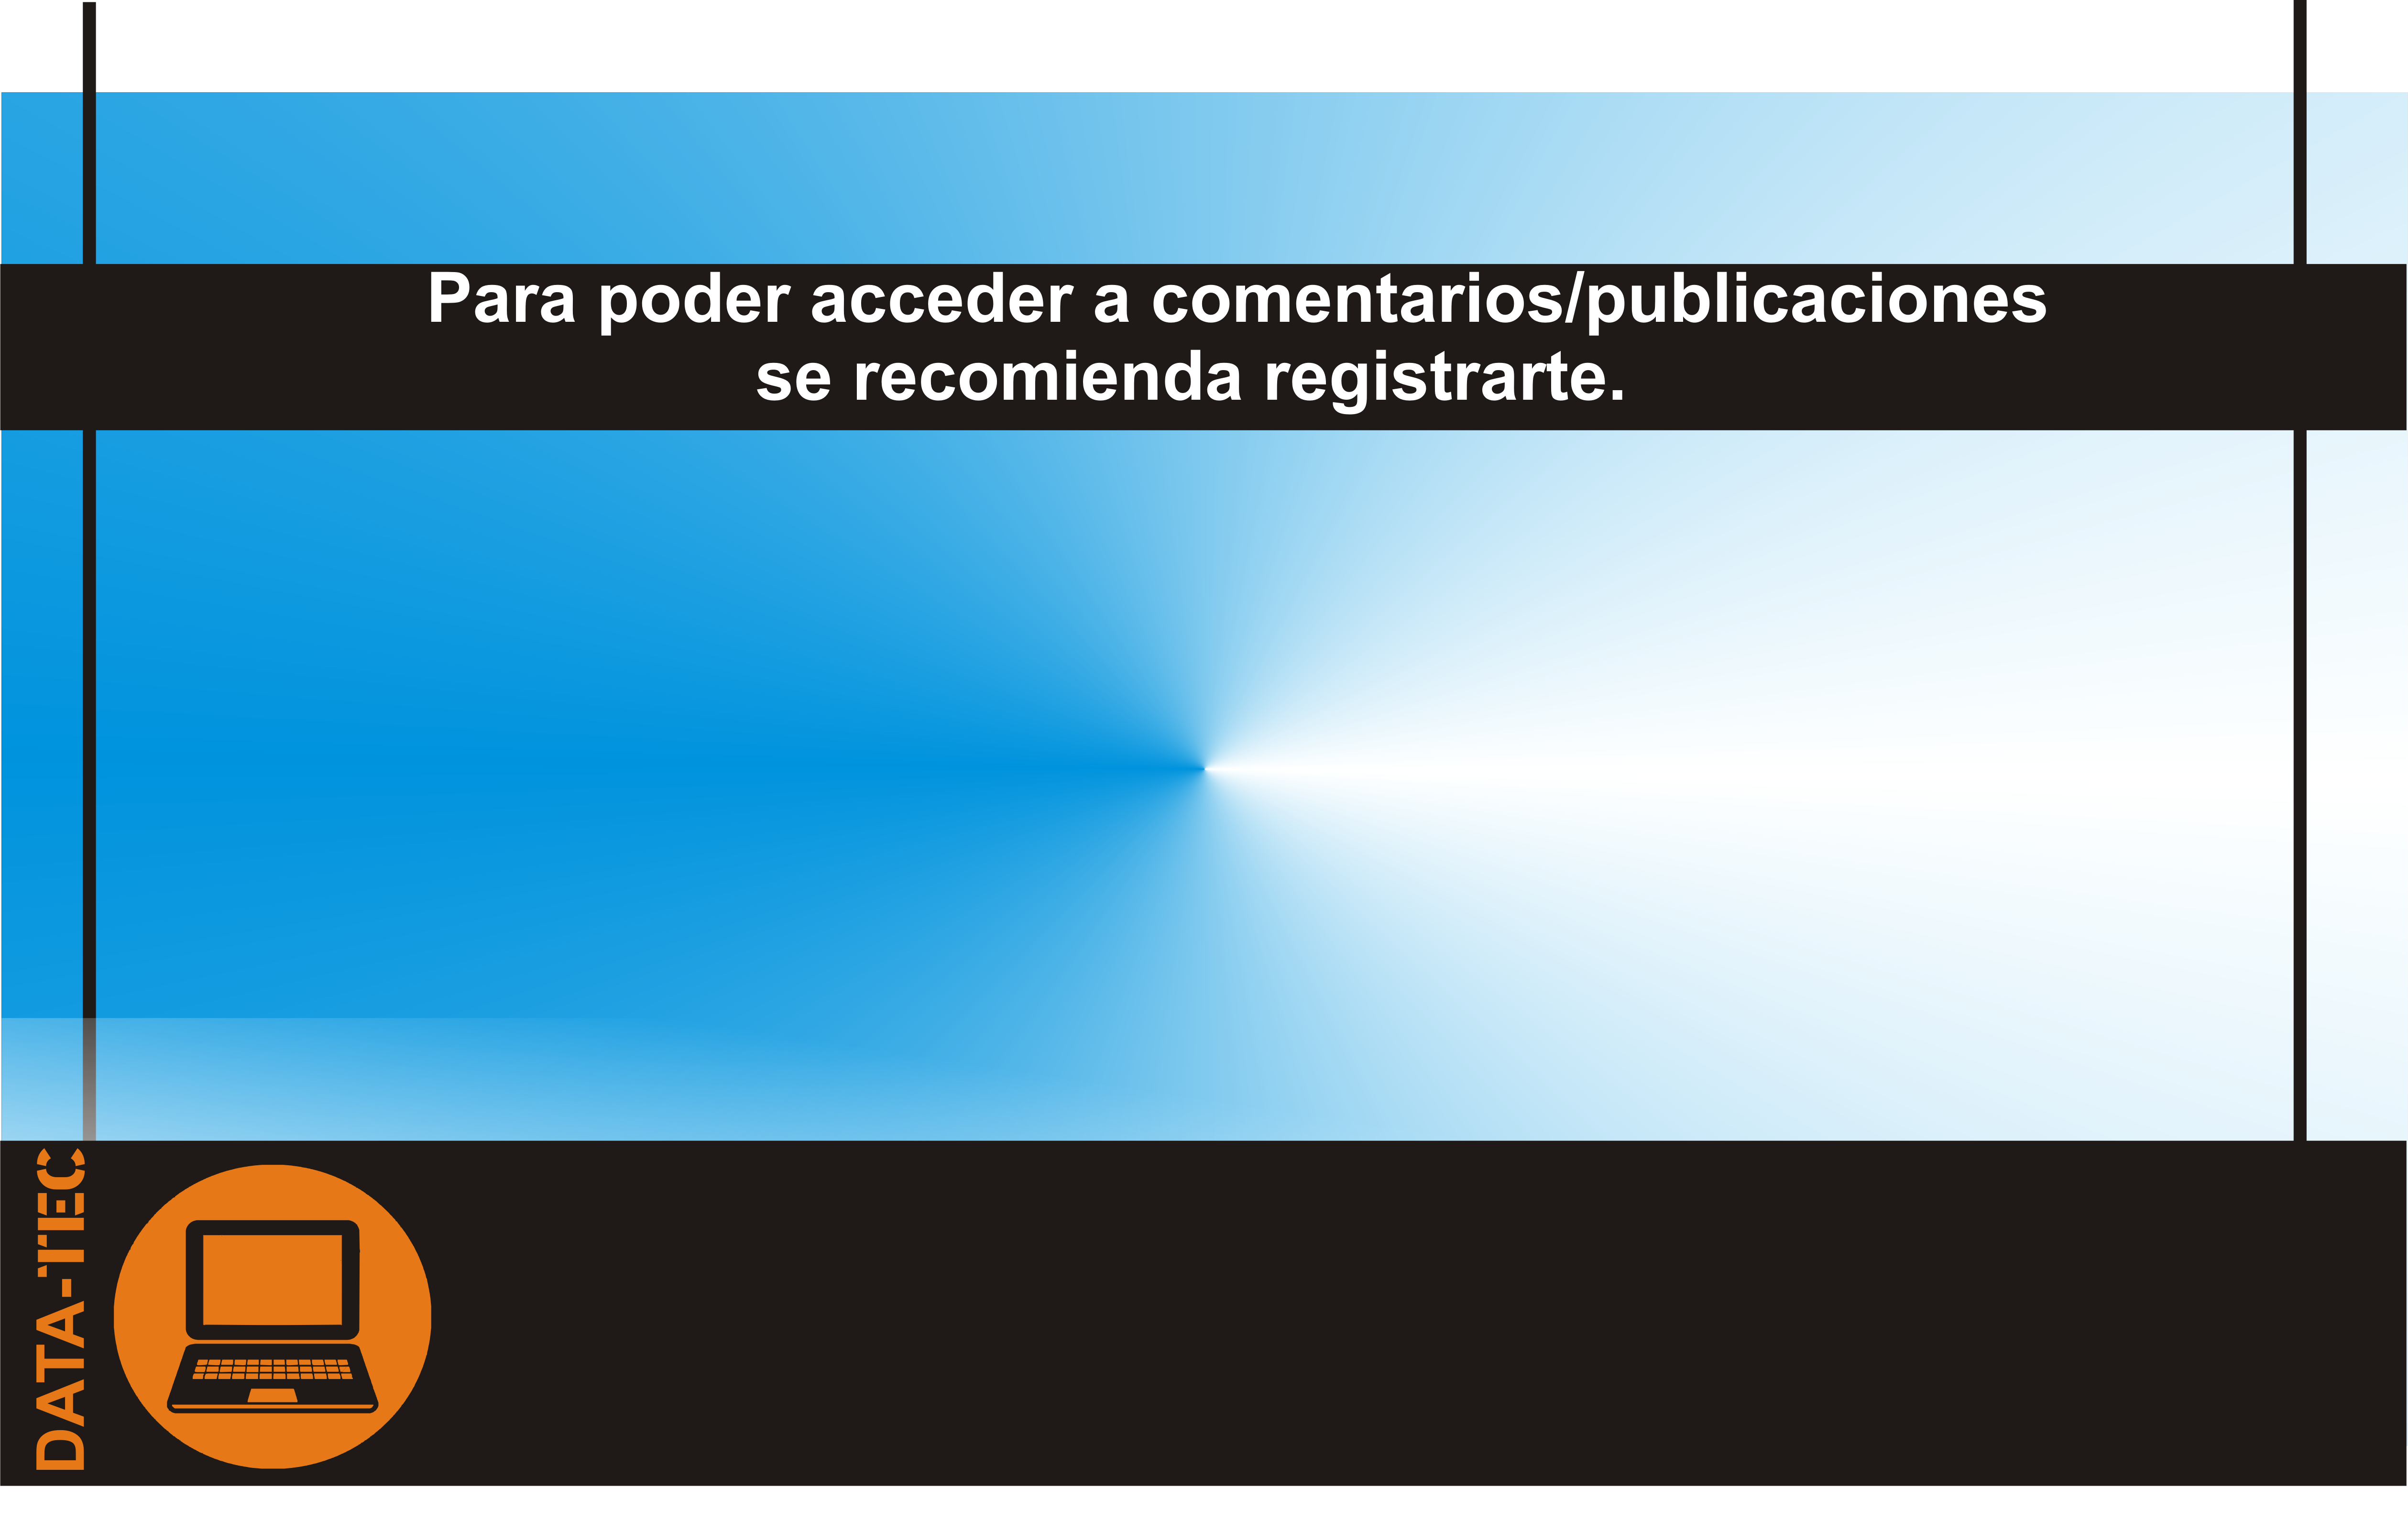 Para poder acceder a comentarios/publicaciones
se recomienda registrarte.
DATA-TEC